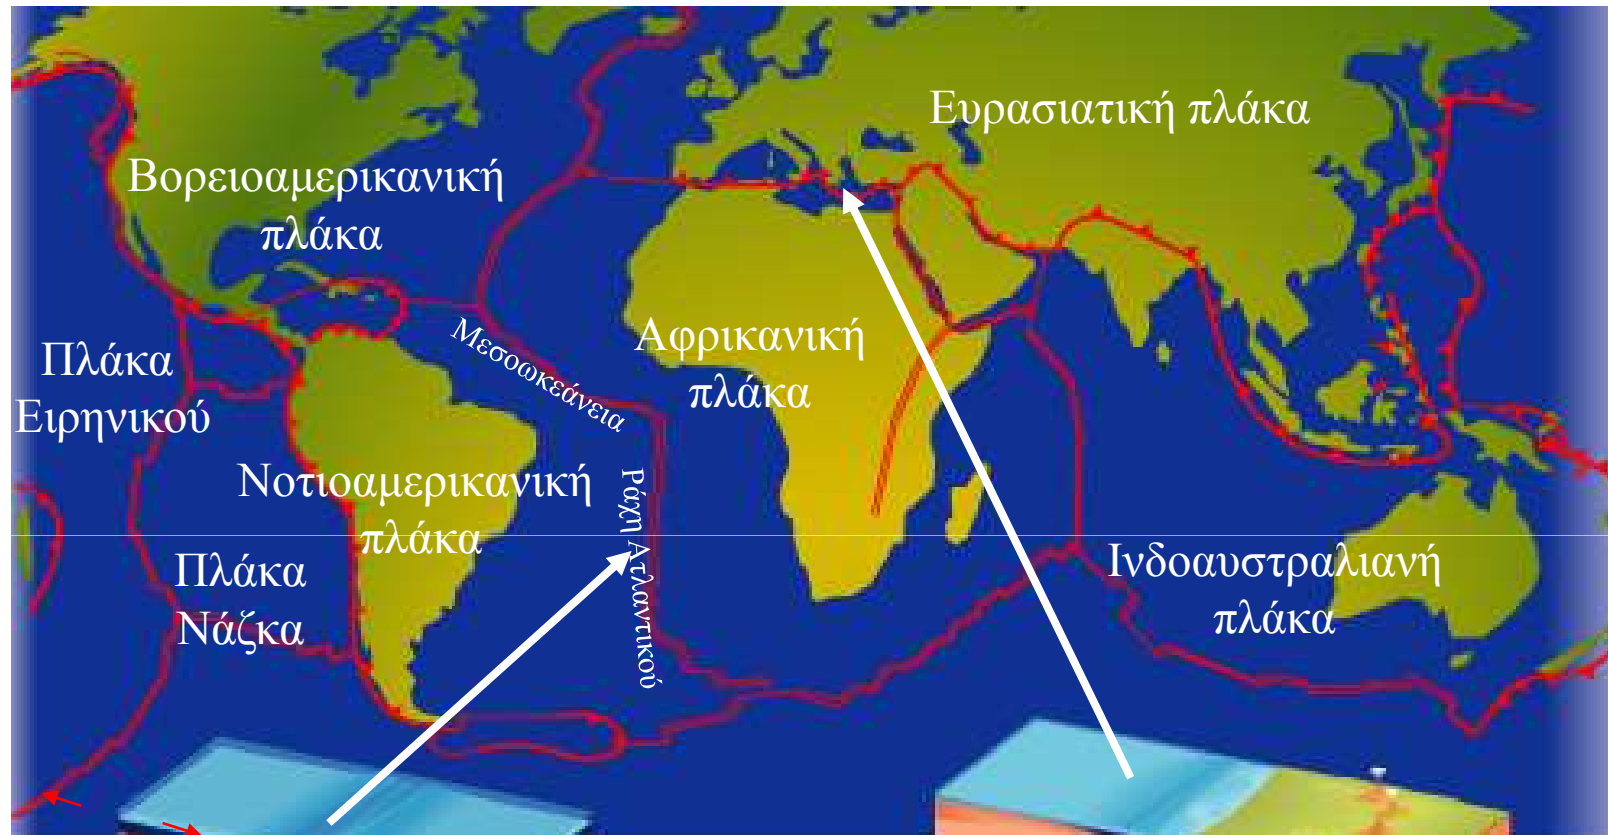 Ευρασιατική πλάκα
Βορειοαμερικανική
πλάκα
Μεσοωκεάνεια
Ράχη Ατλαντικού
Αφρικανική
πλάκα
Πλάκα
Ειρηνικού
Νοτιοαμερικανική
πλάκα
Πλάκα
Νάζκα
Ινδοαυστραλιανή
πλάκα